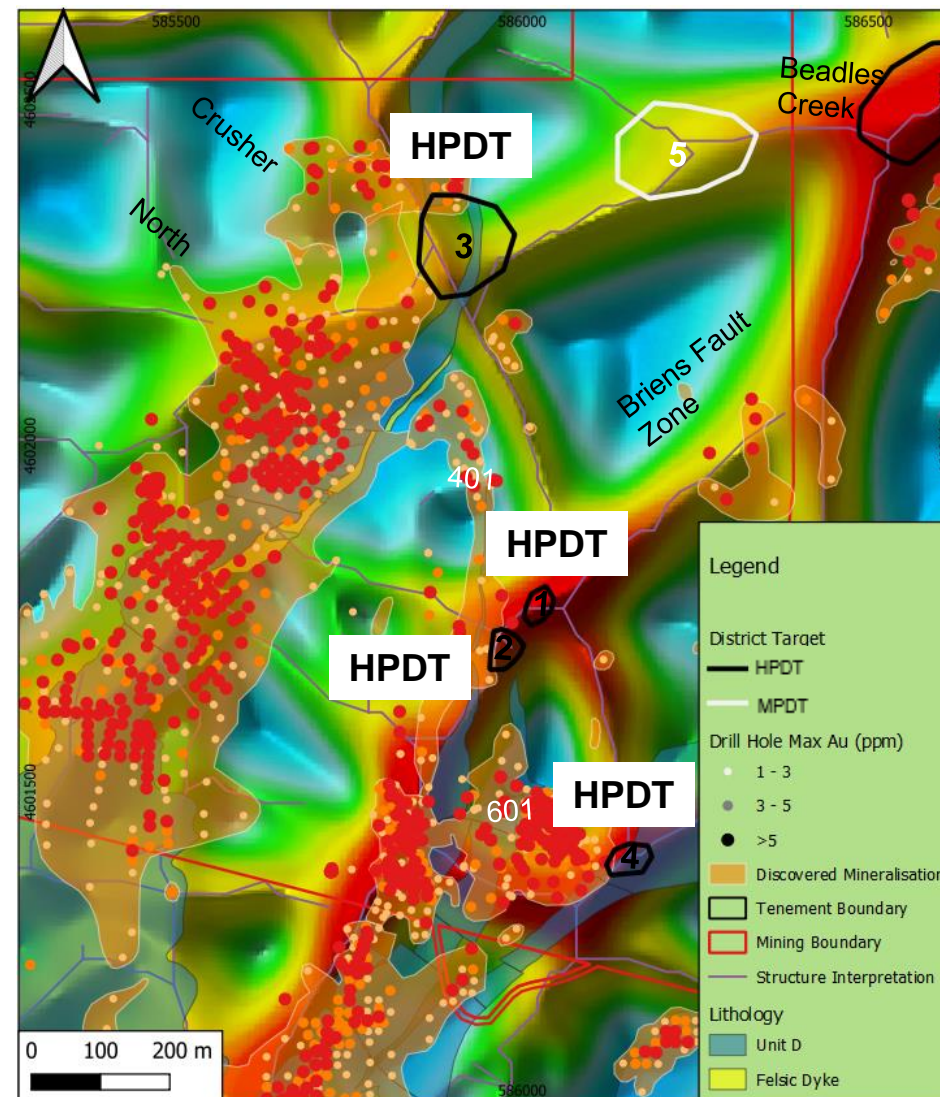 585500
586000
586500
4602500
Beadles
Creek
Crusher
HPDT
5
North
3
Briens Fault
Zone
4602000
401
HPDT
1
2
HPDT
4601500
601
HPDT
4
586000
0 100 200 m
Legend
District Target
HPDT
MPDT
Drill Hole Max Au (ppm)
1 - 3
3 - 5
>5
Discovered Mineralisation
Tenement Boundary
Mining Boundary
Structure Interpretation
Lithology
Unit D
Felsic Dyke